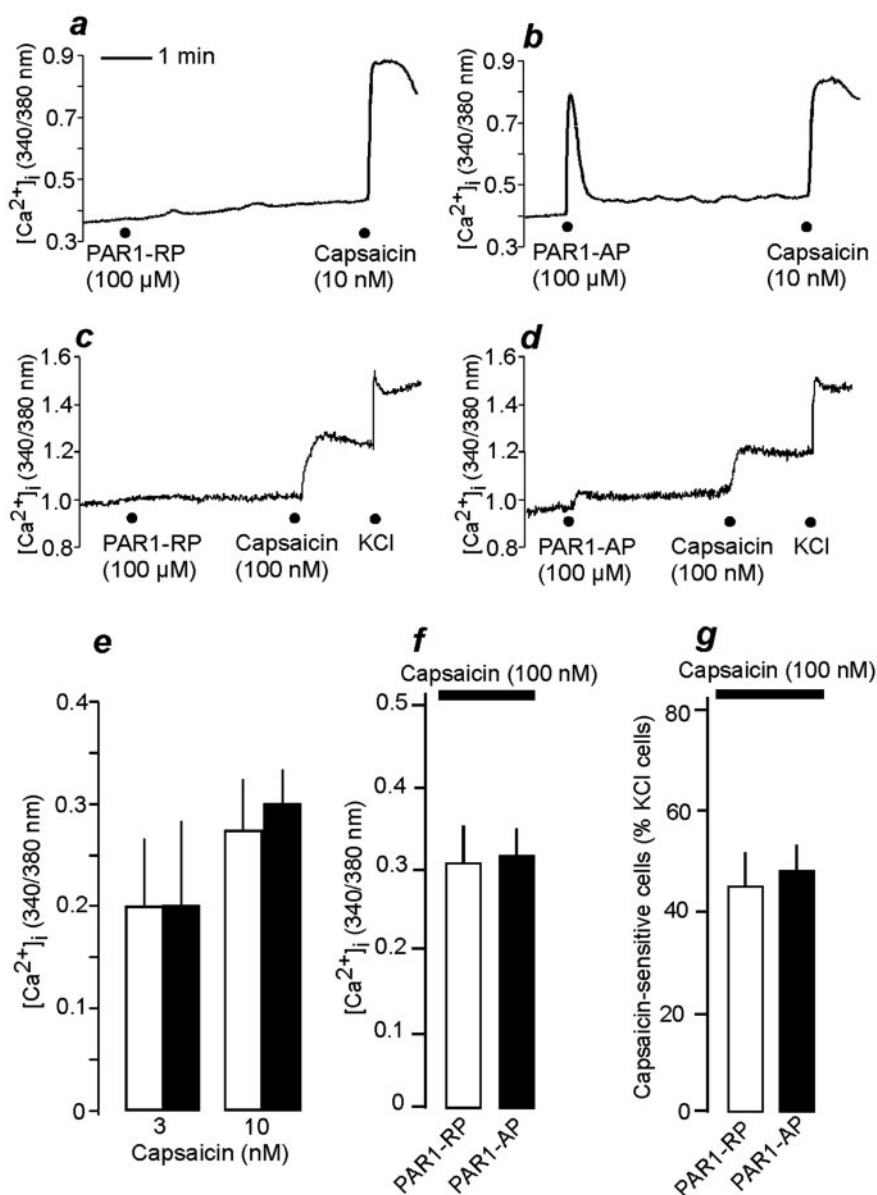 a
1 min
0.9
0.7
0.5
0.3
[Ca2+]i (340/380 nm)
PAR1-RP
(100 µM)
Capsaicin
(10 nM)
b
0.9
0.7
0.5
0.3
[Ca2+]i (340/380 nm)
PAR1-AP
(100 µM)
Capsaicin
(10 nM)
c
1.6
1.4
1.2
1.0
0.8
[Ca2+]i (340/380 nm)
PAR1-RP
(100 µM)
Capsaicin
(100 nM)
KCl
d
1.6
1.4
1.2
1.0
0.8
[Ca2+]i (340/380 nm)
PAR1-AP
(100 µM)
Capsaicin
(100 nM)
KCl
e
0.4
0.3
0.2
0.1
0
[Ca2+]i (340/380 nm)
3
10
Capsaicin (nM)
f
Capsaicin (100 nM)
0.5
0.4
0.3
0.2
0.1
0
[Ca2+]i (340/380 nm)
PAR1-RP
PAR1-AP
g
Capsaicin (100 nM)
80
60
40
20
0
Capsaicin-sensitive cells (% KCl cells)
PAR1-RP
PAR1-AP